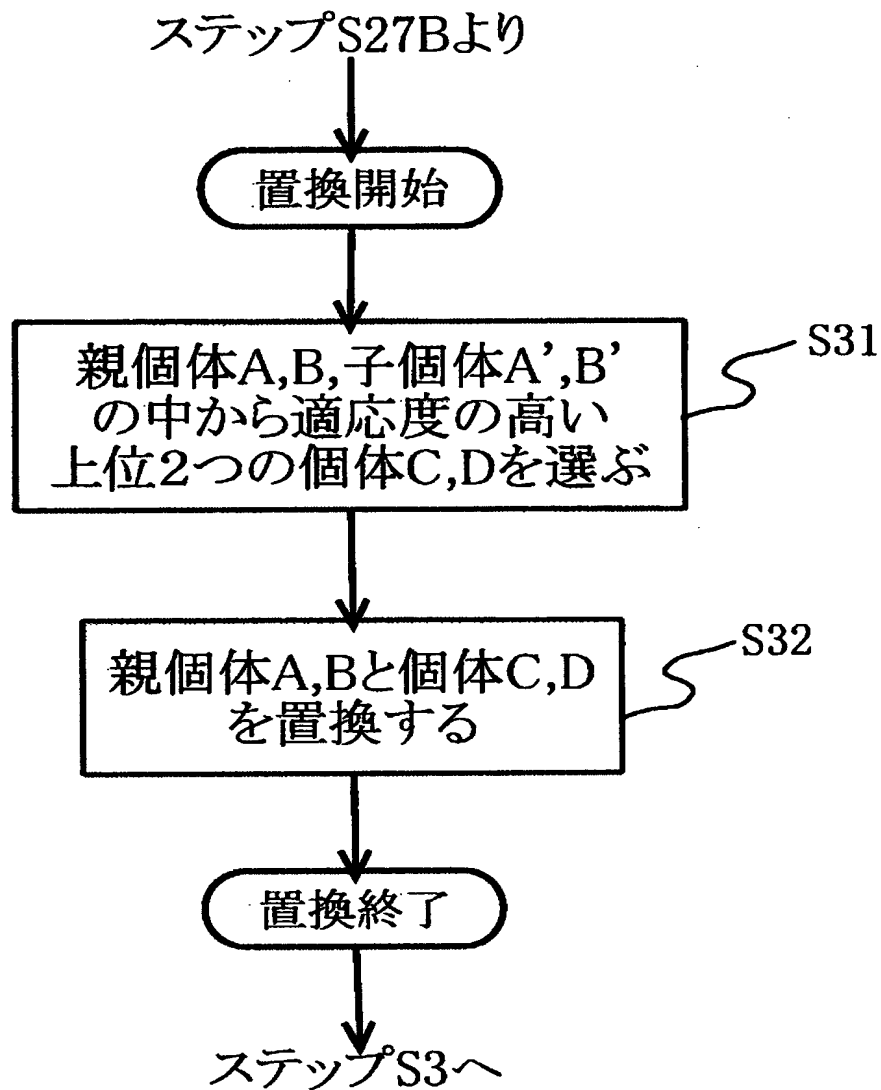 ステップS27Bより
置換開始
親個体A,B,子個体A’,B’
の中から適応度の高い
上位2つの個体C,Dを選ぶ
S31
親個体A,Bと個体C,D
を置換する
S32
置換終了
ステップS3へ